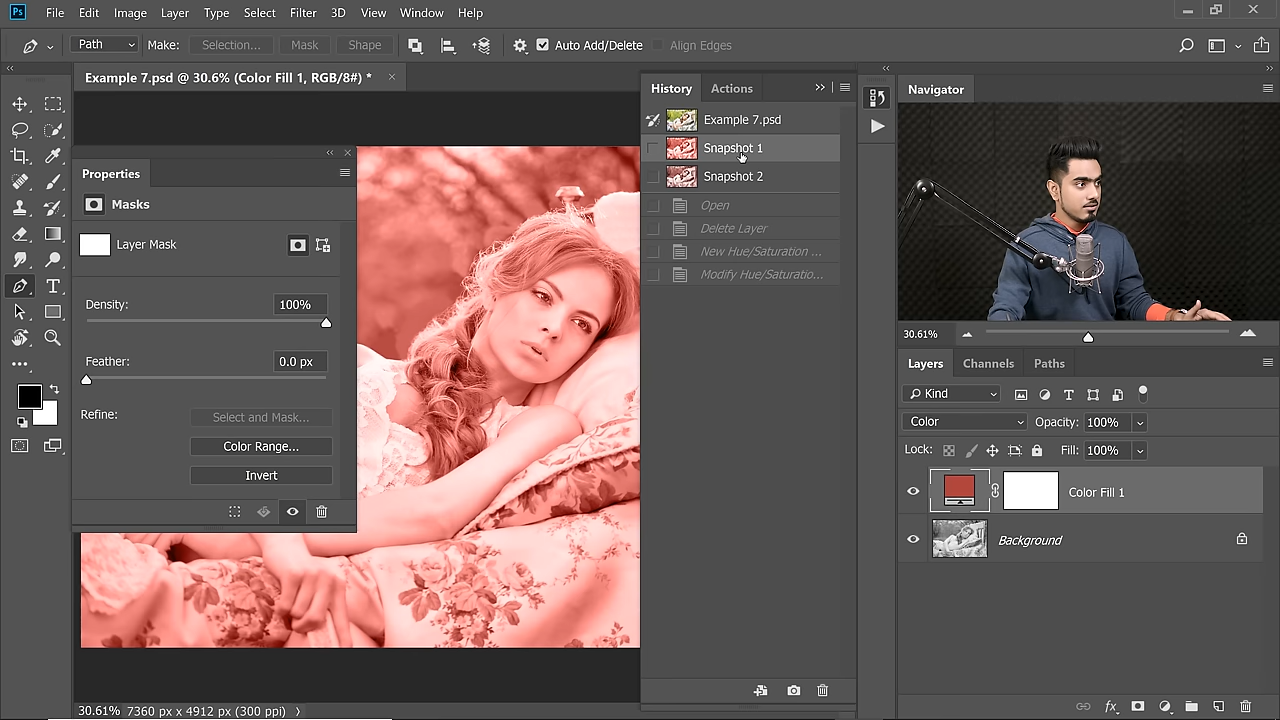 Ps File Edit Image Layer Type Select Filter 3D View Window Help
Path Make: Selection... Mask Shape Auto Add/Delete Align Edges
Example 7.psd @ 30.6% (Color Fill 1, RGB/8#) *
Properties
Masks
Layer Mask
Density: 100%
Feather: 0.0 px
Refine: Select and Mask...
Color Range...
Invert
30.61% 7360 px x 4912 px (300 ppi)
History Actions
Example 7.psd
Snapshot 1
Snapshot 2
Open
Delete Layer
New Hue/Saturation ...
Modify Hue/Saturatio...
Navigator
30.61%
Layers Channels Paths
Kind
Color Opacity: 100%
Lock: Fill: 100%
Color Fill 1
Background
fx